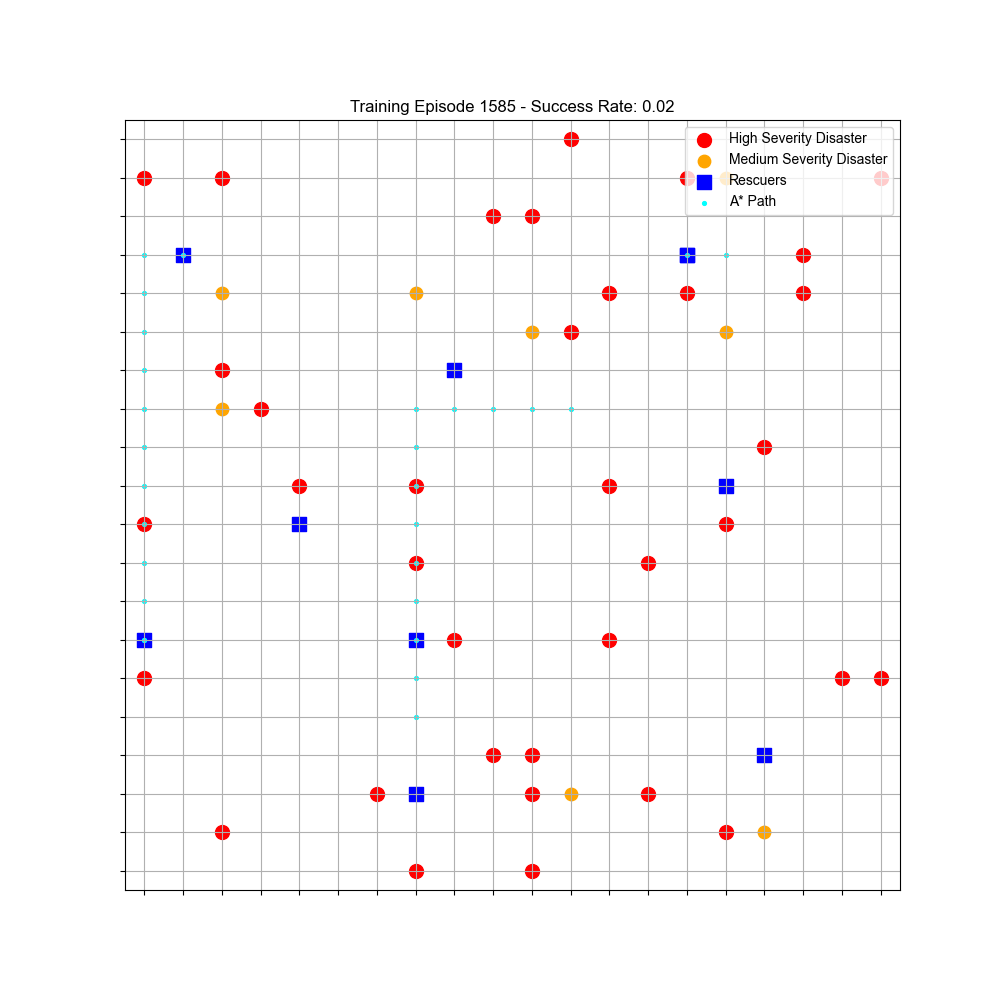 Training Episode 1585 - Success Rate: 0.02
High Severity Disaster
Medium Severity Disaster
Rescuers
A* Path